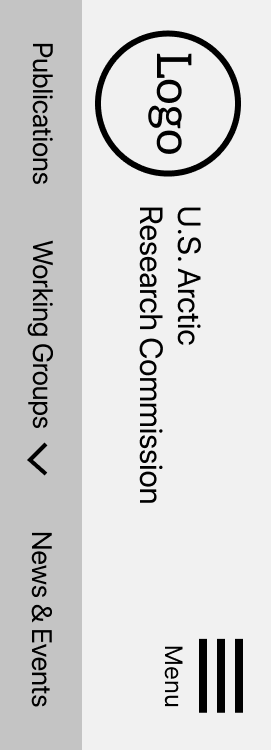 Logo
U.S. Arctic
Research Commission
Menu
Publications
Working Groups
News & Events